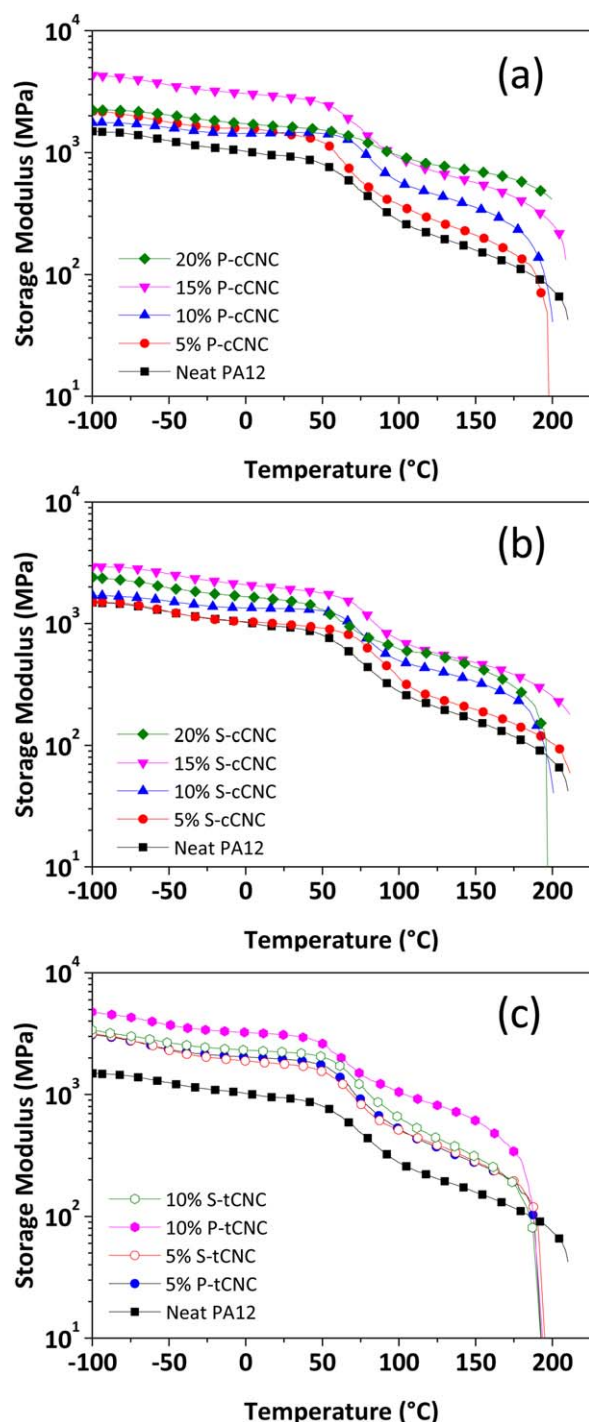 (a)
10⁴
10³
10²
10¹
Storage Modulus (MPa)
20% P-cCNC
15% P-cCNC
10% P-cCNC
5% P-cCNC
Neat PA12
-100 -50 0 50 100 150 200
Temperature (°C)
(b)
10⁴
10³
10²
10¹
Storage Modulus (MPa)
20% S-cCNC
15% S-cCNC
10% S-cCNC
5% S-cCNC
Neat PA12
-100 -50 0 50 100 150 200
Temperature (°C)
(c)
10⁴
10³
10²
10¹
Storage Modulus (MPa)
10% S-tCNC
10% P-tCNC
5% S-tCNC
5% P-tCNC
Neat PA12
-100 -50 0 50 100 150 200
Temperature (°C)